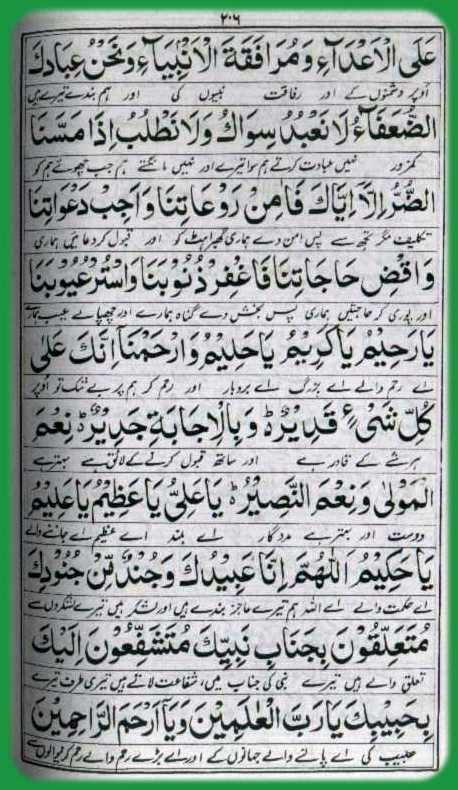 ٢٠٦
عَلَى الْاَعْدَآءِ وَمُرَافَقَةَ الْاَنْبِيَآءِ وَنَحْنُ عِبَادُكَ
اُوپر دشمنوں کے اور رفاقت نبیوں کی اور ہم بندے تیرے ہیں
الضُّعَفَآءُ لَا نَعْبُدُ سِوَاكَ وَلَا نَطْلُبُ اِذَا مَسَّنَا
کمزور نہیں عبادت کرتے ہم سوا تیرے اور نہیں مانگتے ہم جب چھوئے ہم کو
الضُّرُّ اِلَّا اِيَّاكَ فَاٰمِنْ رَوْعَاتِنَا وَاَجِبْ دَعَوَاتِنَا
تکلیف مگر تجھ سے پس امن دے ہماری گھبراہٹ کو اور قبول کر دعائیں ہماری
وَاقْضِ حَاجَاتِنَا فَاغْفِرْ ذُنُوْبَنَا وَاسْتُرْ عُيُوْبَنَا
اور پوری کر حاجتیں ہماری پس بخش دے گناہ ہمارے اور چھپا لے عیب ہمارے
يَا رَحِيْمُ يَا كَرِيْمُ يَا حَلِيْمُ وَارْحَمْنَا اِنَّكَ عَلٰى
اے رحم والے اے بزرگ اے بردبار اور رحم کر ہم پر بے شک تو اُوپر
كُلِّ شَىْءٍ قَدِيْرٌ وَّبِالْاِجَابَةِ جَدِيْرٌ نِعْمَ
ہر شے کے قادر ہے اور ساتھ قبول کرنے کے لائق ہے بہتر ہے
الْمَوْلٰى وَنِعْمَ النَّصِيْرُ يَا عَلِىُّ يَا عَظِيْمُ يَا عَلِيْمُ
دوست اور بہتر ہے مددگار اے بلند اے عظیم اے جاننے والے
يَا حَكِيْمُ اَللّٰهُمَّ اِنَّا عَبِيْدُكَ وَجُنْدٌ مِّنْ جُنُوْدِكَ
اے حکمت والے اے اللہ ہم تیرے عاجز بندے ہیں اور لشکر ہیں تیرے لشکروں سے
مُتَعَلِّقُوْنَ بِجَنَابِ نَبِيِّكَ مُتَشَفِّعُوْنَ اِلَيْكَ
تعلق والے ہیں تیرے نبی کی جناب میں، شفاعت لاتے ہیں تیری طرف تیرے
بِحَبِيْبِكَ يَا رَبَّ الْعٰلَمِيْنَ وَيَآ اَرْحَمَ الرَّاحِمِيْنَ
حبیب کی اے پالنے والے جہانوں کے اور اے بڑے رحم والے رحم کرنیوالوں سے